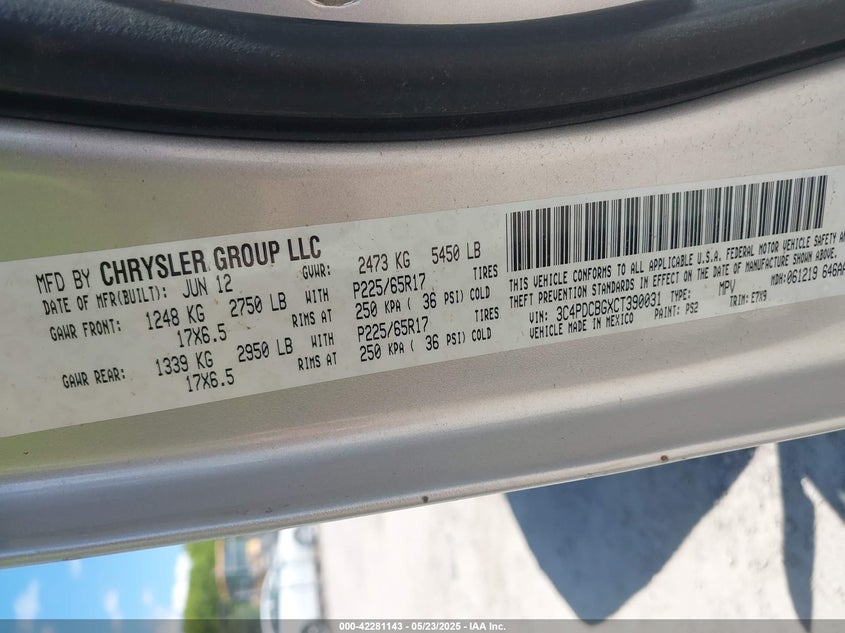 MFD BY CHRYSLER GROUP LLC
DATE OF MFR(BUILT): JUN 12 GVWR: 2473 KG 5450 LB
GAWR FRONT: 1248 KG 2750 LB WITH P225/65R17 TIRES
17X6.5 RIMS AT 250 KPA ( 36 PSI) COLD
GAWR REAR: 1339 KG 2950 LB WITH P225/65R17 TIRES
17X6.5 RIMS AT 250 KPA ( 36 PSI) COLD
THIS VEHICLE CONFORMS TO ALL APPLICABLE U.S.A. FEDERAL MOTOR VEHICLE SAFETY AN
THEFT PREVENTION STANDARDS IN EFFECT ON THE DATE OF MANUFACTURE SHOWN ABOVE.
VIN: 3C4PDCBGXCT390031 TYPE: MPV MDH: 061219 646AA
MADE IN MEXICO PAINT: PS2 TRIM: E7X9
000-42281143 - 05/23/2025 - IAA Inc.